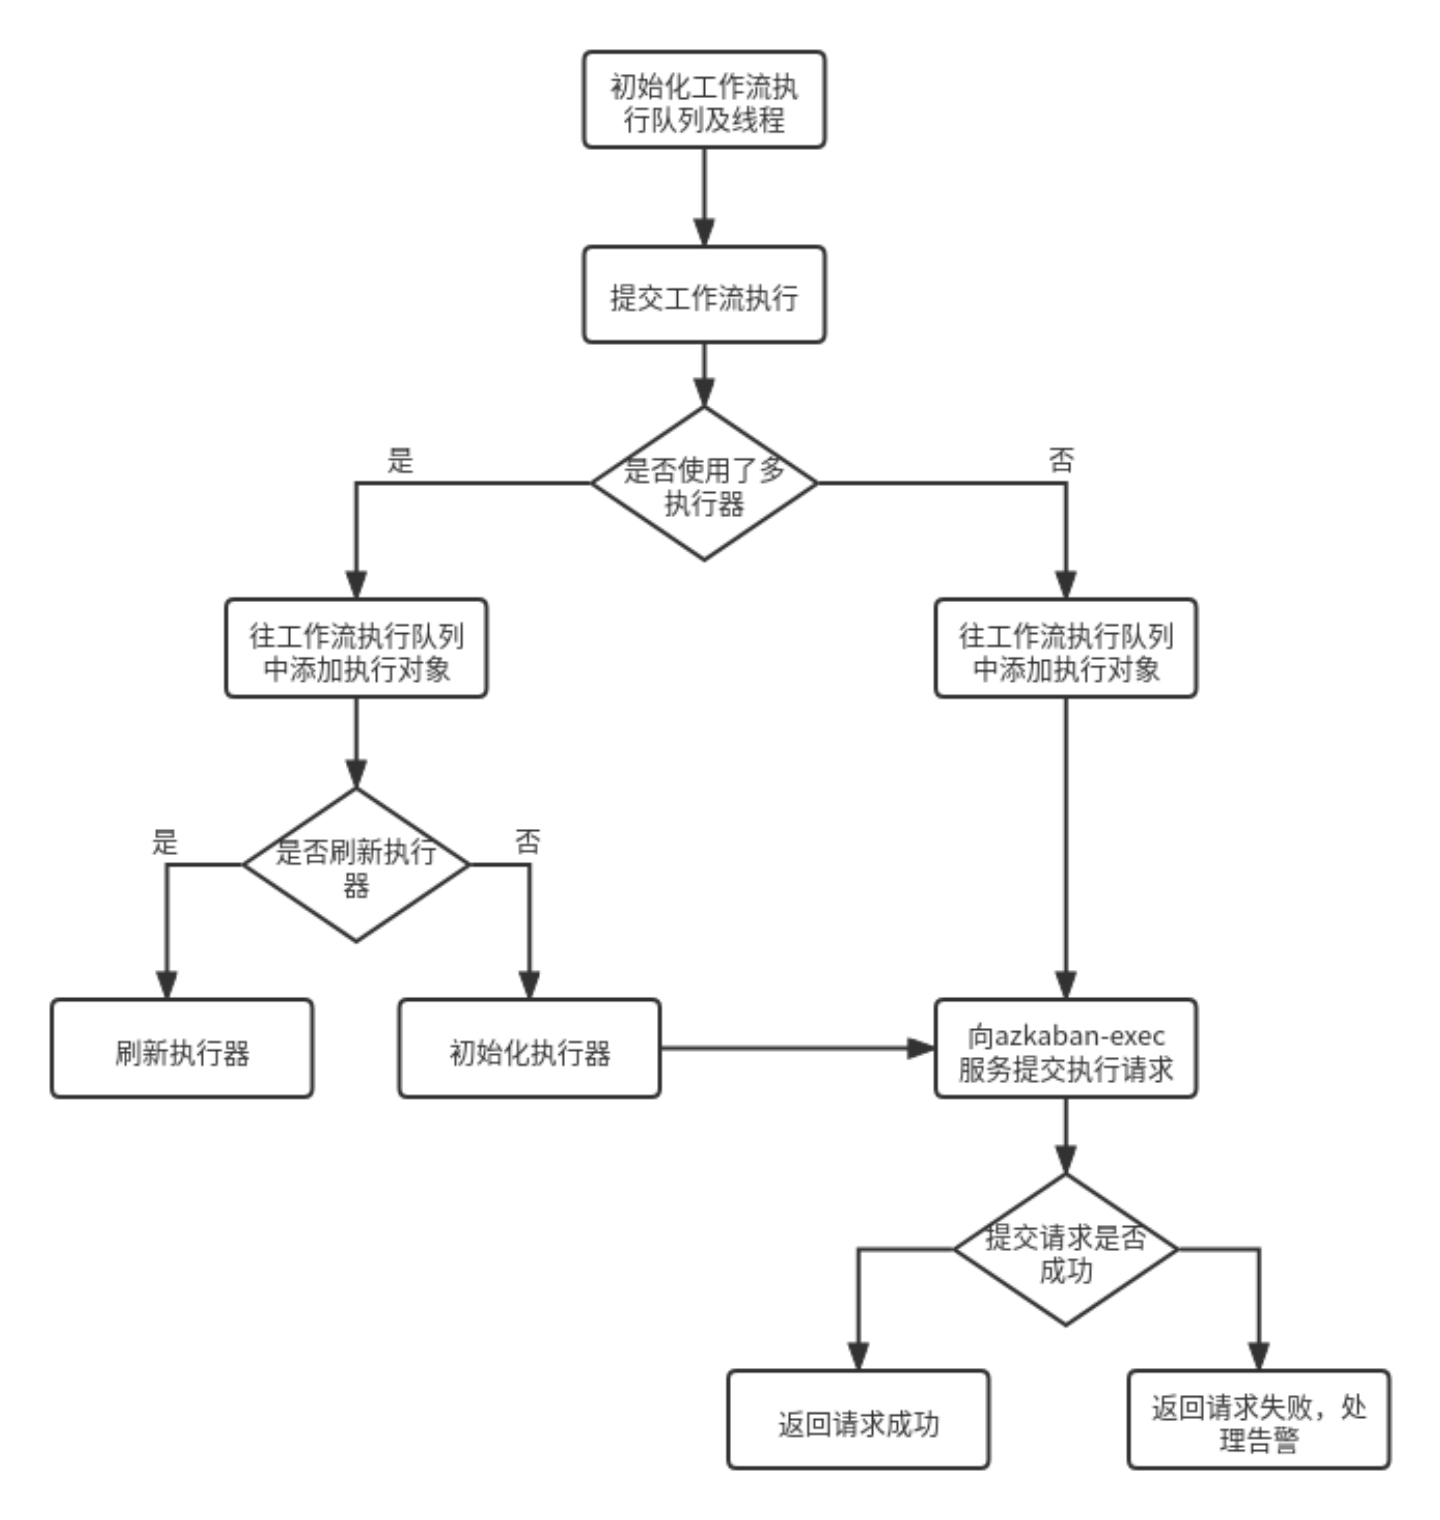 初始化工作流执
行队列及线程
提交工作流执行
是
是否使用了多
执行器
否
往工作流执行队列
中添加执行对象
往工作流执行队列
中添加执行对象
是
是否刷新执行
器
否
刷新执行器
初始化执行器
向azkaban-exec
服务提交执行请求
提交请求是否
成功
返回请求成功
返回请求失败，处
理告警